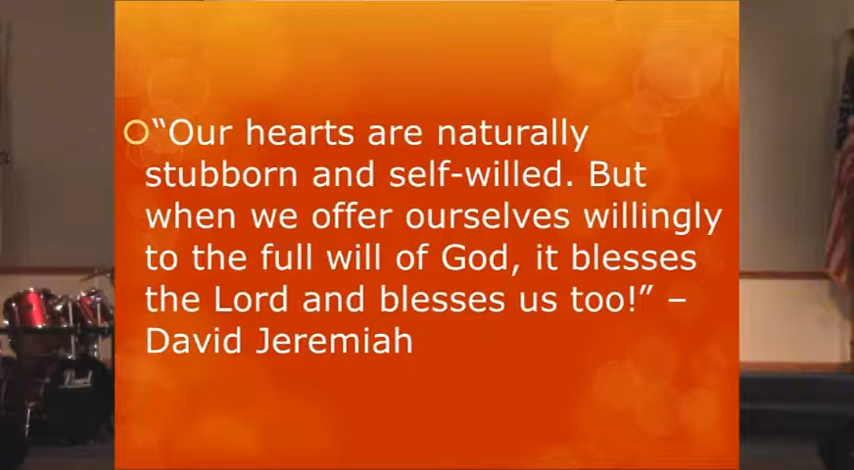 “Our hearts are naturally
stubborn and self-willed. But
when we offer ourselves willingly
to the full will of God, it blesses
the Lord and blesses us too!” –
David Jeremiah
Pearl